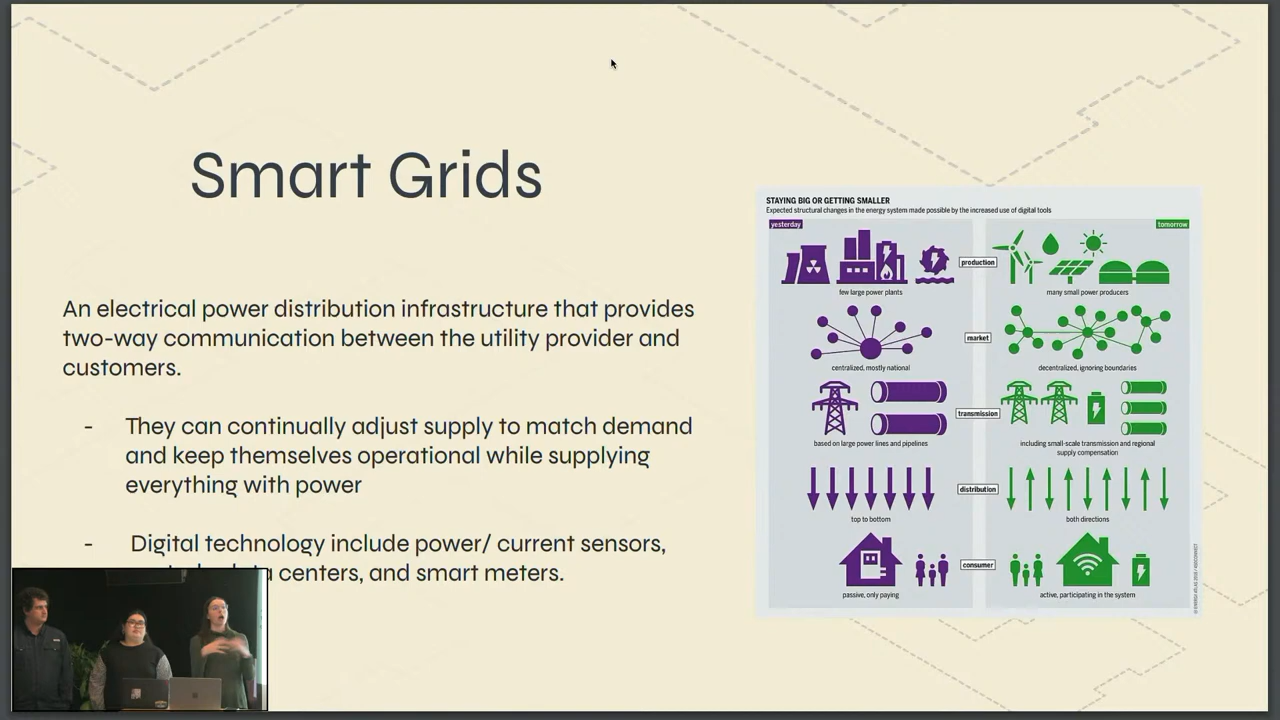 Smart Grids
An electrical power distribution infrastructure that provides
two-way communication between the utility provider and
customers.
- They can continually adjust supply to match demand
and keep themselves operational while supplying
everything with power
- Digital technology include power/ current sensors,
centers, and smart meters.
STAYING BIG OR GETTING SMALLER
Expected structural changes in the energy system made possible by the increased use of digital tools
yesterday
tomorrow
production
few large power plants
many small power producers
market
centralized, mostly national
decentralized, ignoring boundaries
transmission
based on large power lines and pipelines
including small-scale transmission and regional
supply compensation
distribution
top to bottom
both directions
consumer
passive, only paying
active, participating in the system